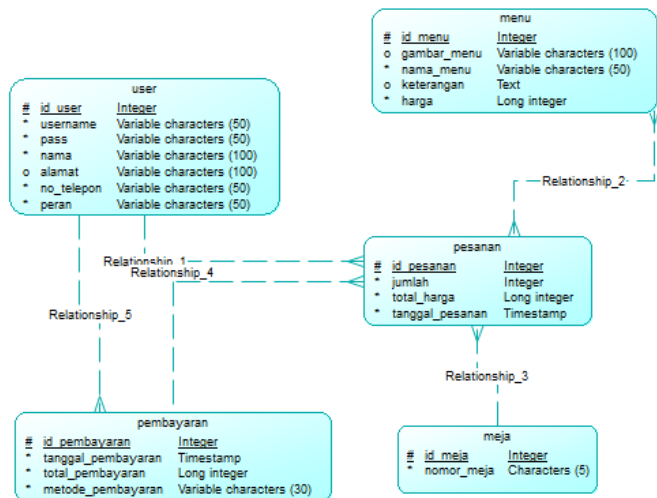 menu
# id_menu Integer
o gambar_menu Variable characters (100)
* nama_menu Variable characters (50)
o keterangan Text
* harga Long integer
user
# id_user Integer
* username Variable characters (50)
* pass Variable characters (50)
* nama Variable characters (100)
o alamat Variable characters (100)
* no_telepon Variable characters (50)
* peran Variable characters (50)
Relationship_2
Relationship_1
Relationship_4
pesanan
# id_pesanan Integer
* jumlah Integer
* total_harga Long integer
* tanggal_pesanan Timestamp
Relationship_5
Relationship_3
pembayaran
# id_pembayaran Integer
* tanggal_pembayaran Timestamp
* total_pembayaran Long integer
* metode_pembayaran Variable characters (30)
meja
# id_meja Integer
* nomor_meja Characters (5)